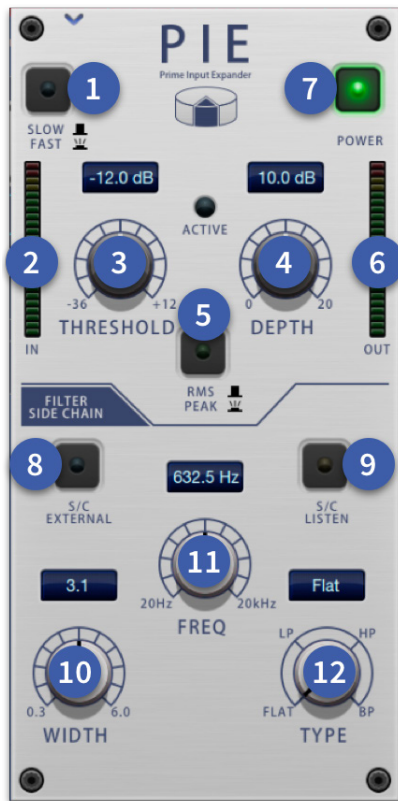 PIE
Prime Input Expander
1
7
SLOW
FAST
POWER
-12.0 dB
10.0 dB
ACTIVE
2
3
4
6
-36
+12
0
20
THRESHOLD
5
DEPTH
IN
OUT
RMS
PEAK
FILTER
SIDE CHAIN
8
9
632.5 Hz
S/C
EXTERNAL
S/C
LISTEN
11
3.1
Flat
20Hz
20kHz
FREQ
10
12
LP
HP
0.3
6.0
FLAT
BP
WIDTH
TYPE